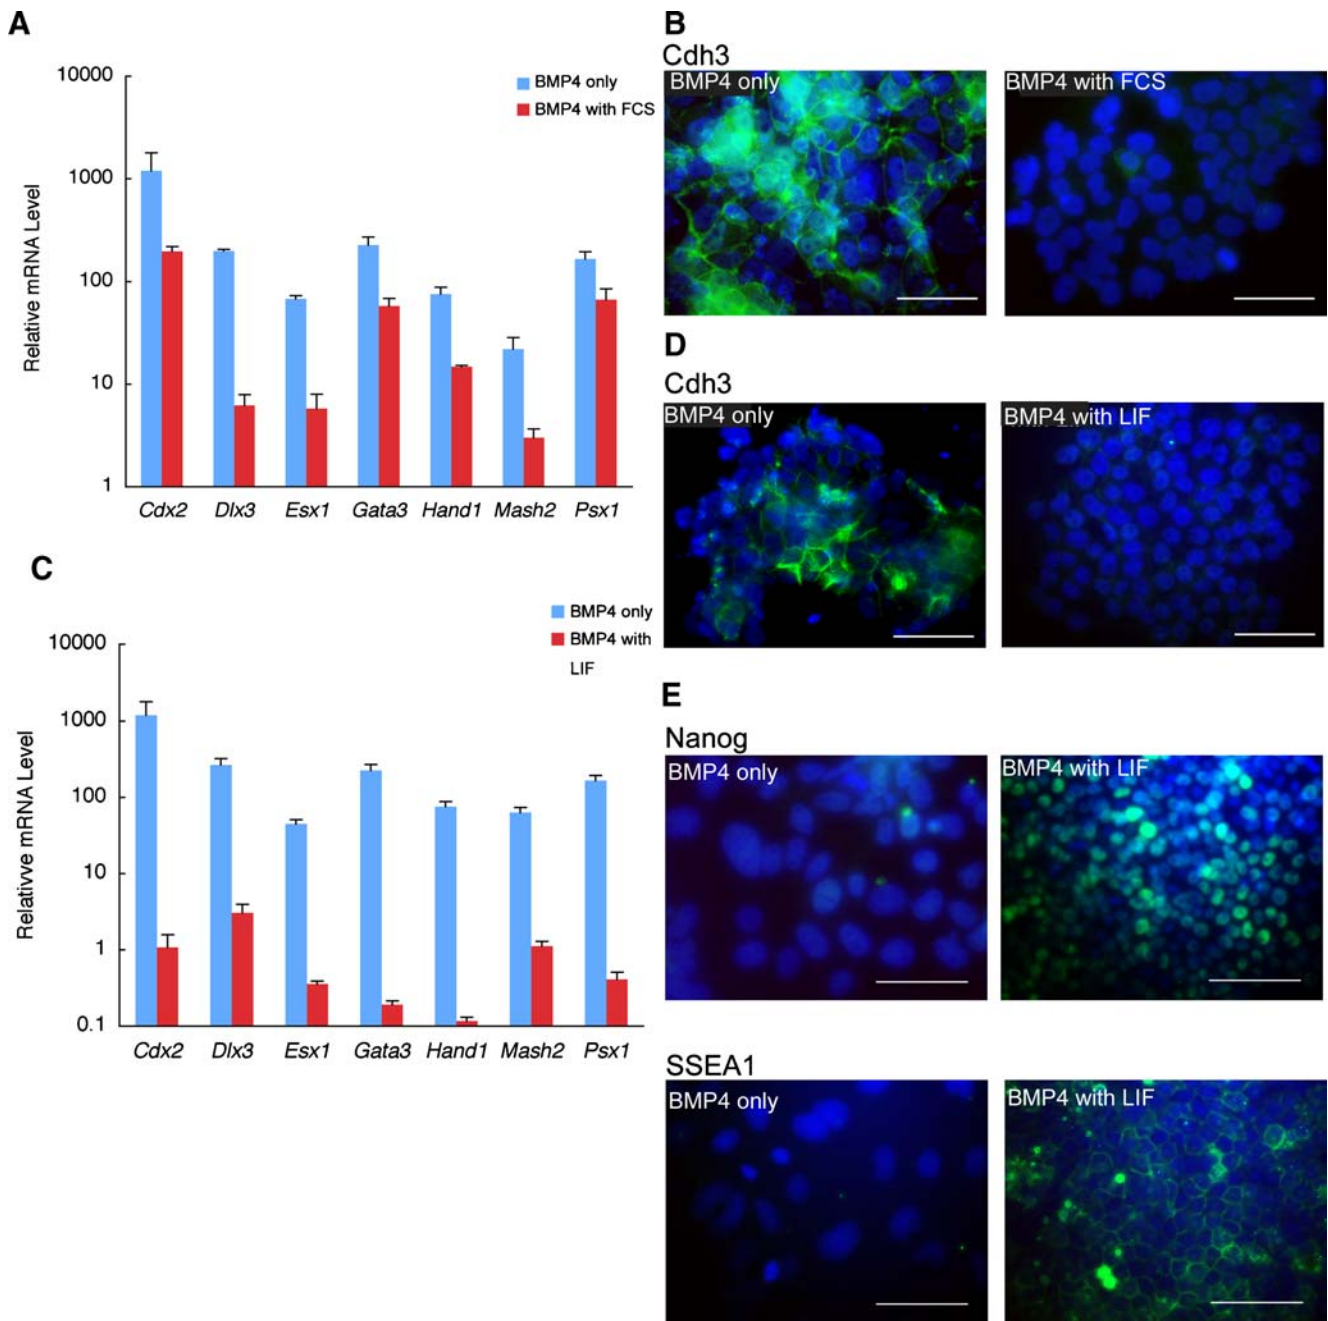 A
10000
1000
100
10
1
Relative mRNA Level
BMP4 only
BMP4 with FCS
Cdx2 Dlx3 Esx1 Gata3 Hand1 Mash2 Psx1
B
Cdh3
BMP4 only
BMP4 with FCS
C
10000
1000
100
10
1
0.1
Relativve mRNA Level
BMP4 only
BMP4 with
LIF
Cdx2 Dlx3 Esx1 Gata3 Hand1 Mash2 Psx1
D
Cdh3
BMP4 only
BMP4 with LIF
E
Nanog
BMP4 only
BMP4 with LIF
SSEA1
BMP4 only
BMP4 with LIF